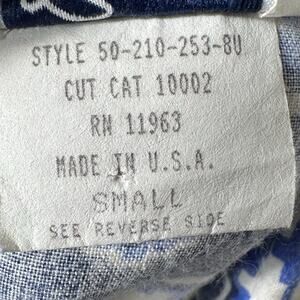 STYLE 50-210-253-8U
CUT CAT 10002
RN 11963
MADE IN U.S.A.
SMALL
SEE REVERSE SIDE